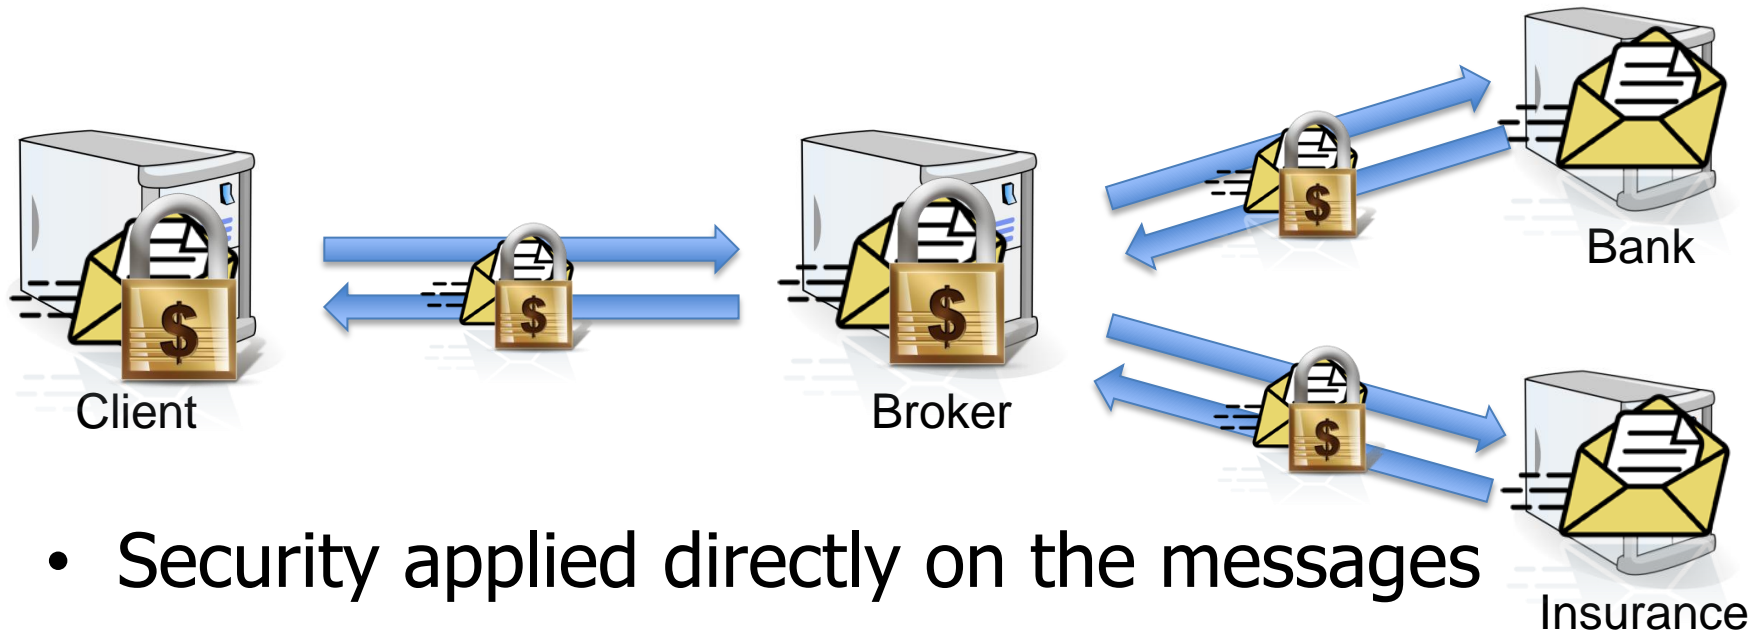 Bank
Client
Broker
$
$
$
$
$
• Security applied directly on the messages
Insurance